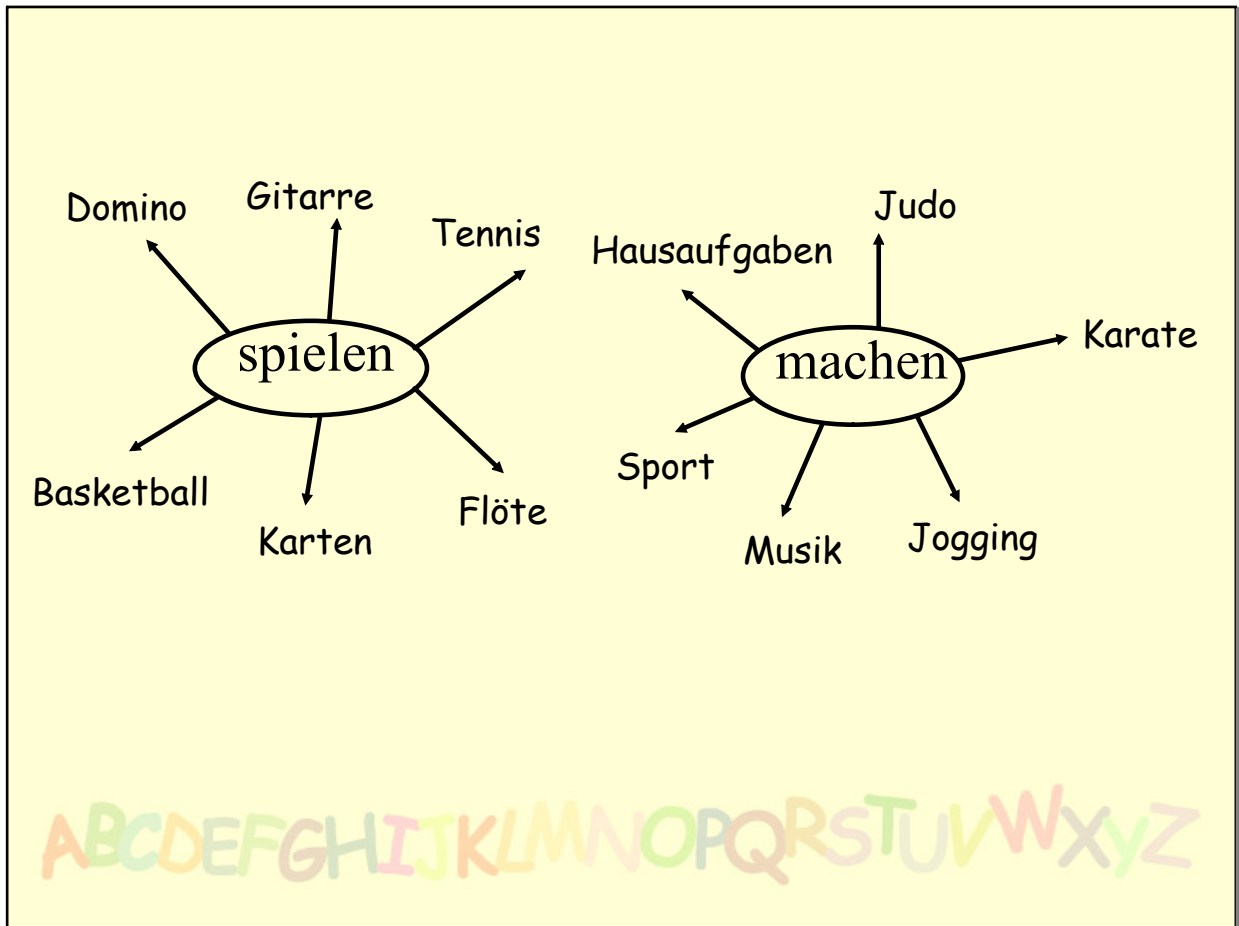 Domino
Gitarre
Tennis
spielen
Basketball
Karten
Flöte
Judo
Hausaufgaben
Karate
machen
Sport
Musik
Jogging
ABCDEFGHIJKLMNOPQRSTUVWXyZ